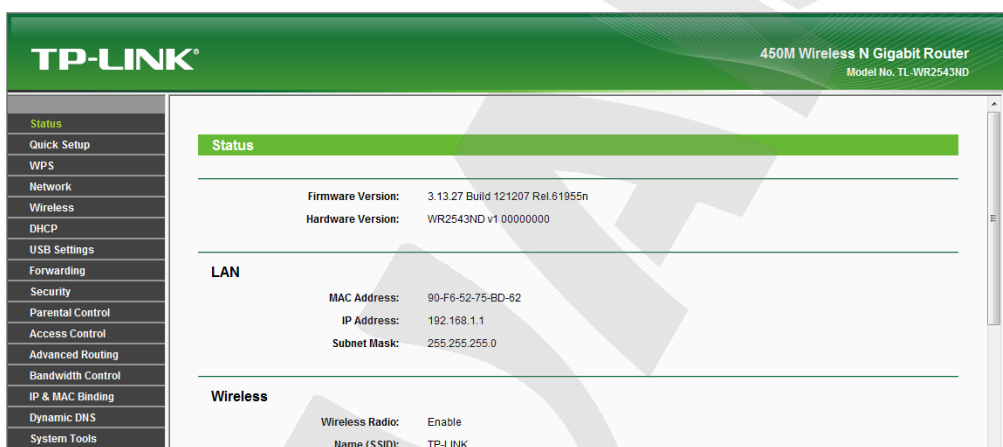 TP-LINK®
450M Wireless N Gigabit Router
Model No. TL-WR2543ND
Status
Quick Setup
WPS
Network
Wireless
DHCP
USB Settings
Forwarding
Security
Parental Control
Access Control
Advanced Routing
Bandwidth Control
IP & MAC Binding
Dynamic DNS
System Tools
Status
Firmware Version: 3.13.27 Build 121207 Rel.61955n
Hardware Version: WR2543ND v1 00000000
LAN
MAC Address: 90-F6-52-75-BD-62
IP Address: 192.168.1.1
Subnet Mask: 255.255.255.0
Wireless
Wireless Radio: Enable
Name (SSID): TP-LINK